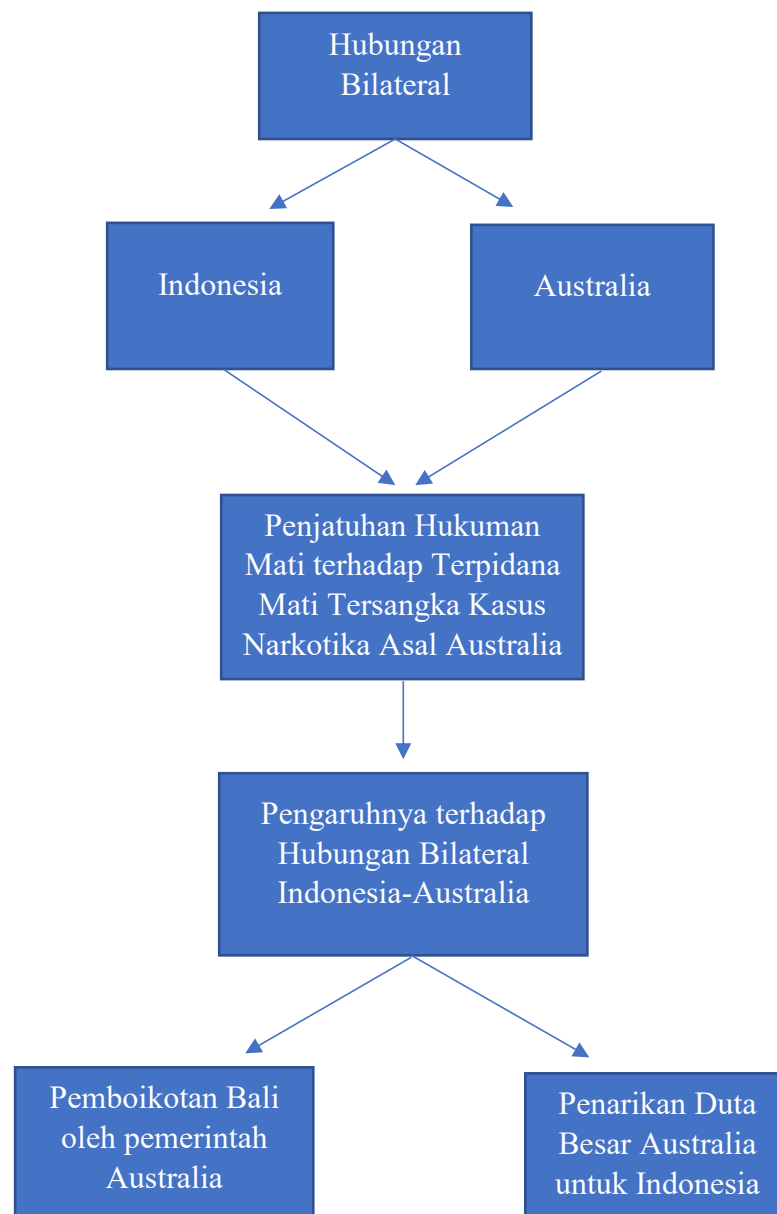 Hubungan
Bilateral
Indonesia
Australia
Penjatuhan Hukuman
Mati terhadap Terpidana
Mati Tersangka Kasus
Narkotika Asal Australia
Pengaruhnya terhadap
Hubungan Bilateral
Indonesia-Australia
Pemboikotan Bali
oleh pemerintah
Australia
Penarikan Duta
Besar Australia
untuk Indonesia